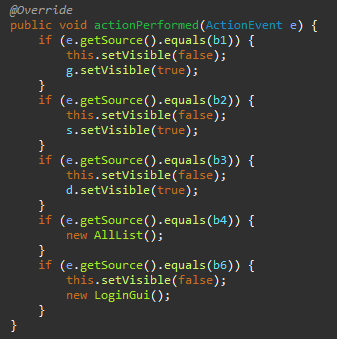 @Override
public void actionPerformed(ActionEvent e) {
    if (e.getSource().equals(b1)) {
        this.setVisible(false);
        g.setVisible(true);
    }
    if (e.getSource().equals(b2)) {
        this.setVisible(false);
        s.setVisible(true);
    }
    if (e.getSource().equals(b3)) {
        this.setVisible(false);
        d.setVisible(true);
    }
    if (e.getSource().equals(b4)) {
        new AllList();
    }
    if (e.getSource().equals(b6)) {
        this.setVisible(false);
        new LoginGui();
    }
}